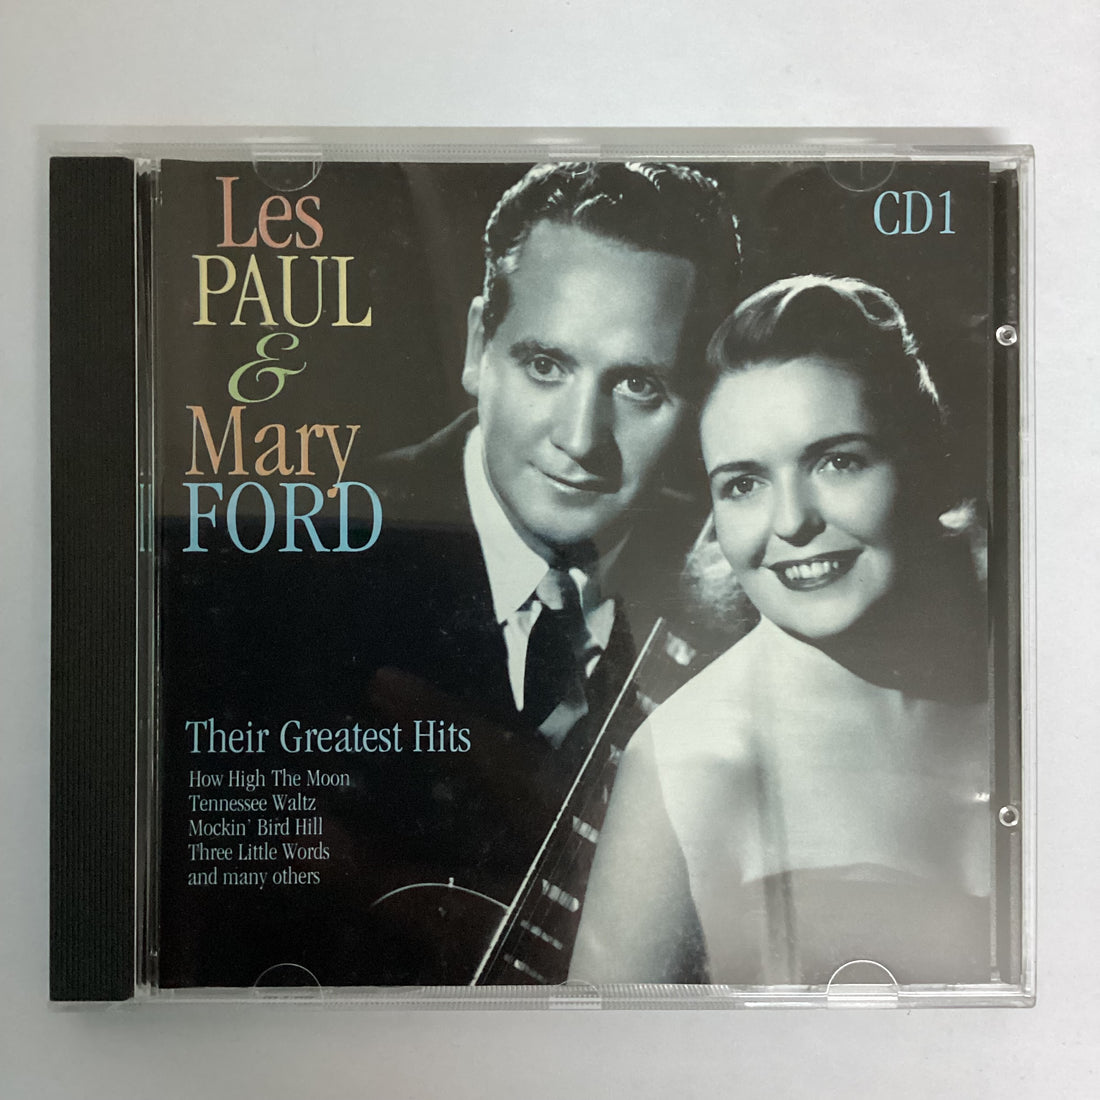 Les
PAUL
&
Mary
FORD
CD1
Their Greatest Hits
How High The Moon
Tennessee Waltz
Mockin' Bird Hill
Three Little Words
and many others